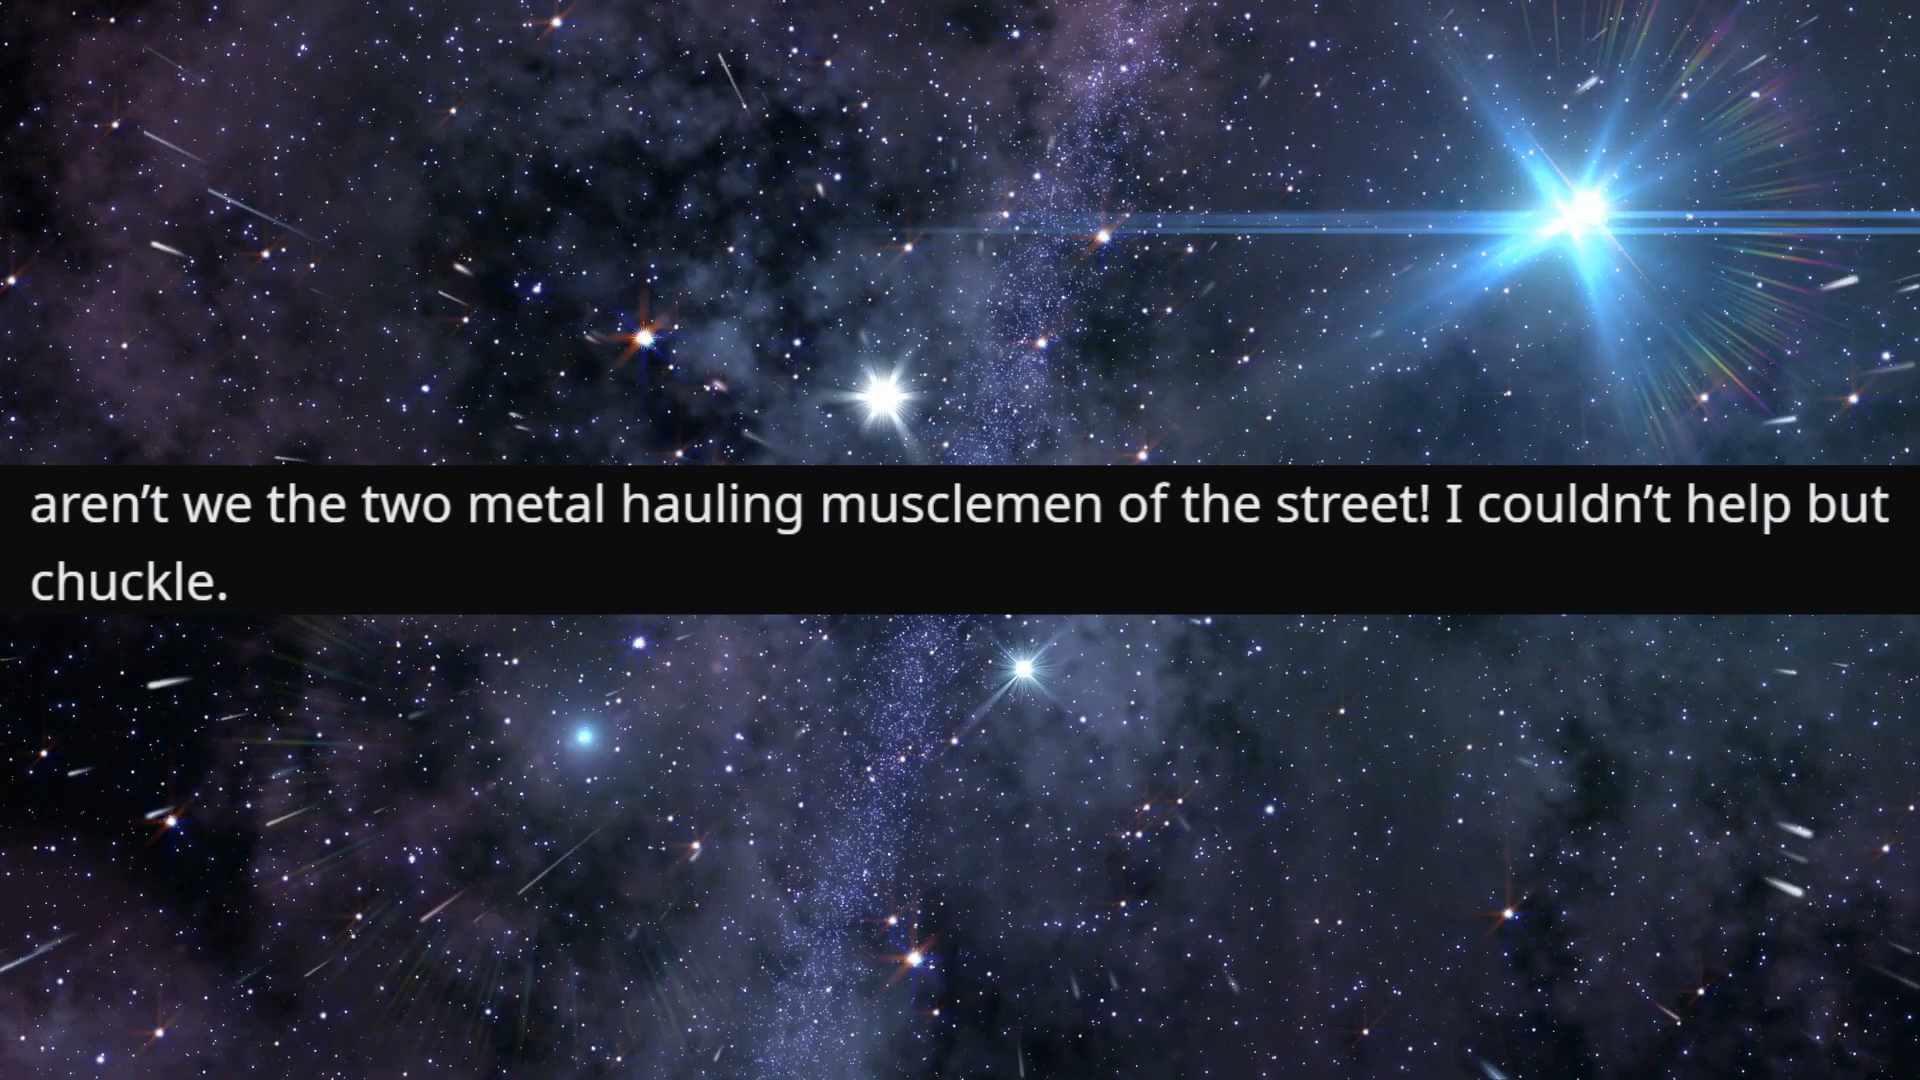 aren’t we the two metal hauling musclemen of the street! I couldn’t help but
chuckle.